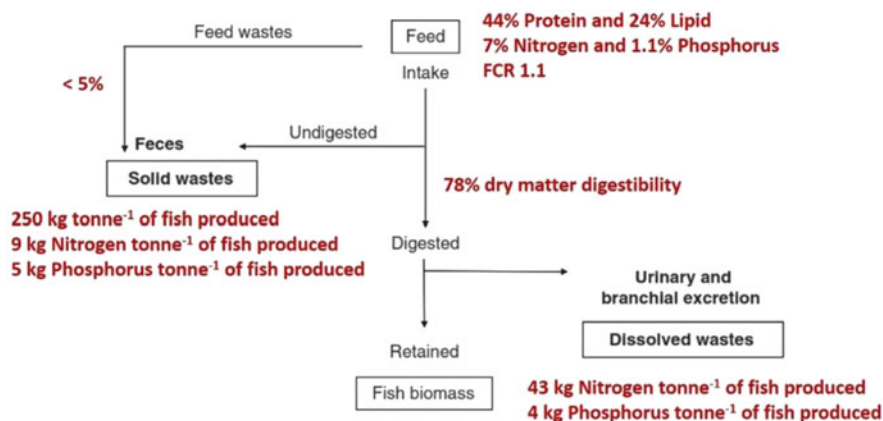 44% Protein and 24% Lipid
Feed wastes
Feed
7% Nitrogen and 1.1% Phosphorus
Intake
FCR 1.1
< 5%
Undigested
Feces
Solid wastes
78% dry matter digestibility
250 kg tonne⁻¹ of fish produced
9 kg Nitrogen tonne⁻¹ of fish produced
5 kg Phosphorus tonne⁻¹ of fish produced
Digested
Urinary and
branchial excretion
Dissolved wastes
Retained
Fish biomass
43 kg Nitrogen tonne⁻¹ of fish produced
4 kg Phosphorus tonne⁻¹ of fish produced